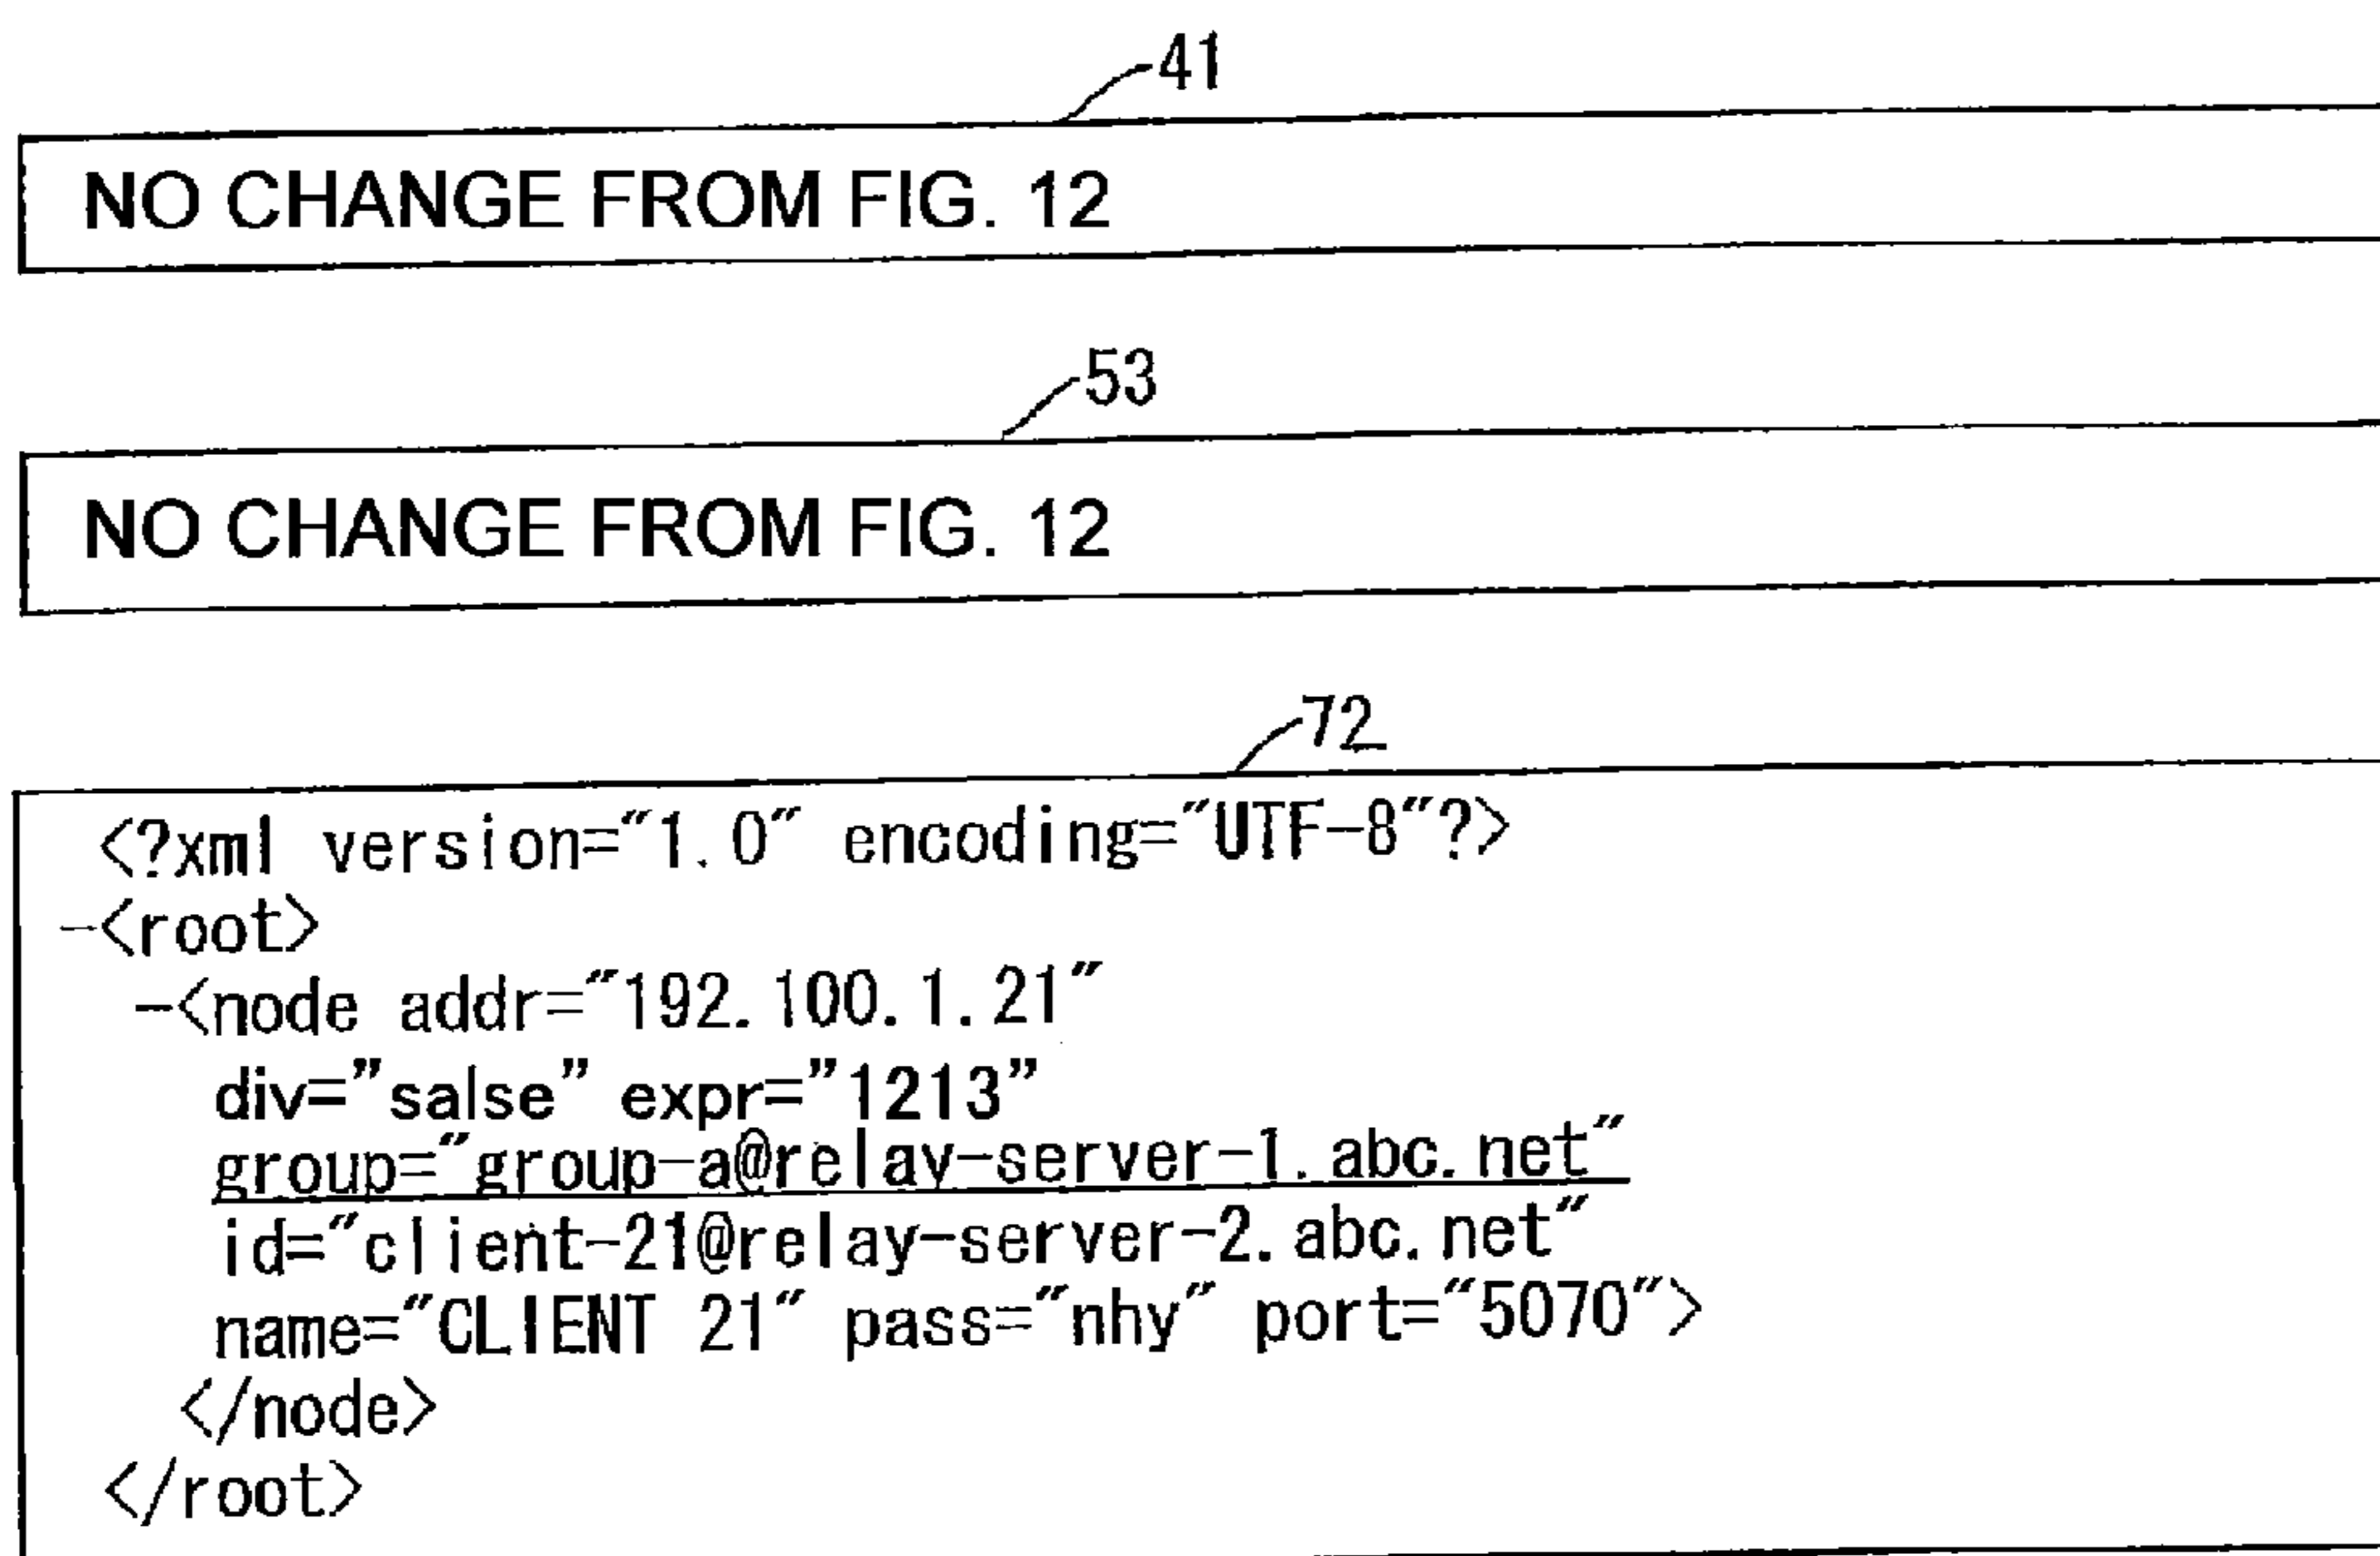 41
NO CHANGE FROM FIG. 12
53
NO CHANGE FROM FIG. 12
72
<?xml version="1.0" encoding="UTF-8"?>
-<root>
-<node addr="192.100.1.21"
div="salse" expr="1213"
group="group-a@relay-server-1.abc.net"
id="client-21@relay-server-2.abc.net"
name="CLIENT 21" pass="nhy" port="5070">
</node>
</root>